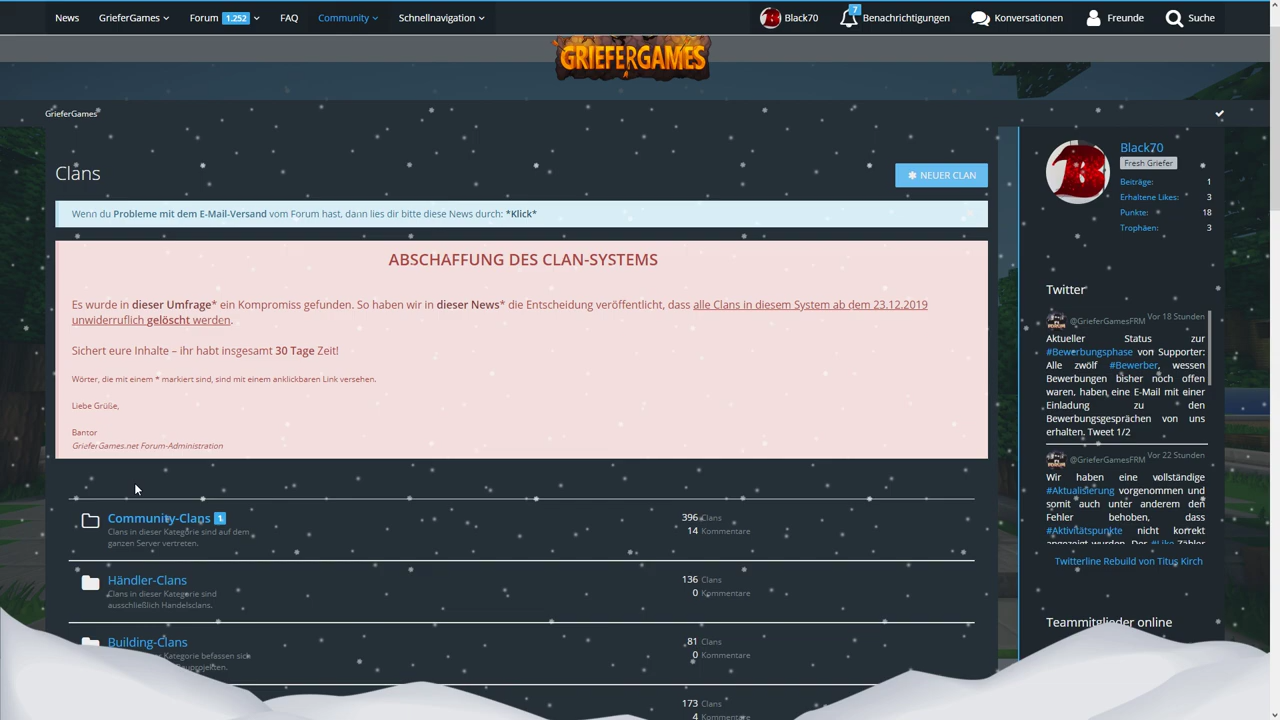 News GrieferGames Forum 1.252 FAQ Community Schnellnavigation Black70 7 Benachrichtigungen Konversationen Freunde Suche
GRIEFERGAMES
GrieferGames
Clans
NEUER CLAN
Wenn du Probleme mit dem E-Mail-Versand vom Forum hast, dann lies dir bitte diese News durch: *Klick*
ABSCHAFFUNG DES CLAN-SYSTEMS
Es wurde in dieser Umfrage* ein Kompromiss gefunden. So haben wir in dieser News* die Entscheidung veröffentlicht, dass alle Clans in diesem System ab dem 23.12.2019
unwiderruflich gelöscht werden.
Sichert eure Inhalte – ihr habt insgesamt 30 Tage Zeit!
Wörter, die mit einem * markiert sind, sind mit einem anklickbaren Link versehen.
Liebe Grüße,
Bantor
GrieferGames.net Forum-Administration
Community-Clans 1
Clans in dieser Kategorie sind auf dem
ganzen Server vertreten.
396 Clans
14 Kommentare
Händler-Clans
Clans in dieser Kategorie sind
ausschließlich Handelsclans.
136 Clans
0 Kommentare
Building-Clans
Kategorie befassen sich
81 Clans
0 Kommentare
173 Clans
4 Kommentare
Black70
Fresh Griefer
Beiträge: 1
Erhaltene Likes: 3
Punkte: 18
Trophäen: 3
Twitter
@GrieferGamesFRM Vor 18 Stunden
Aktueller Status zur
#Bewerbungsphase von Supporter:
Alle zwölf #Bewerber, wessen
Bewerbungen bisher noch offen
waren, haben eine E-Mail mit einer
Einladung zu den
Bewerbungsgesprächen von uns
erhalten. Tweet 1/2
@GrieferGamesFRM Vor 22 Stunden
Wir haben eine vollständige
#Aktualisierung vorgenommen und
somit auch unter anderem den
Fehler behoben, dass
#Aktivitätspunkte nicht korrekt
angezeigt wurden. Der #Like Zähler
Twitterline Rebuild von Titus Kirch
Teammitglieder online